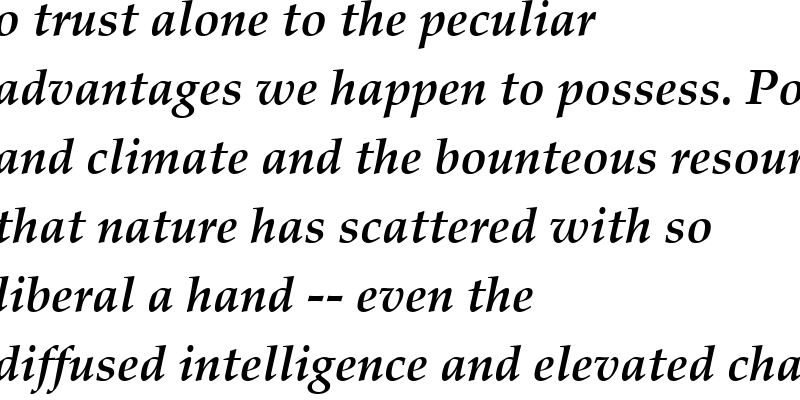 o trust alone to the peculiar
advantages we happen to possess. Po
and climate and the bounteous resour
that nature has scattered with so
liberal a hand -- even the
diffused intelligence and elevated cha